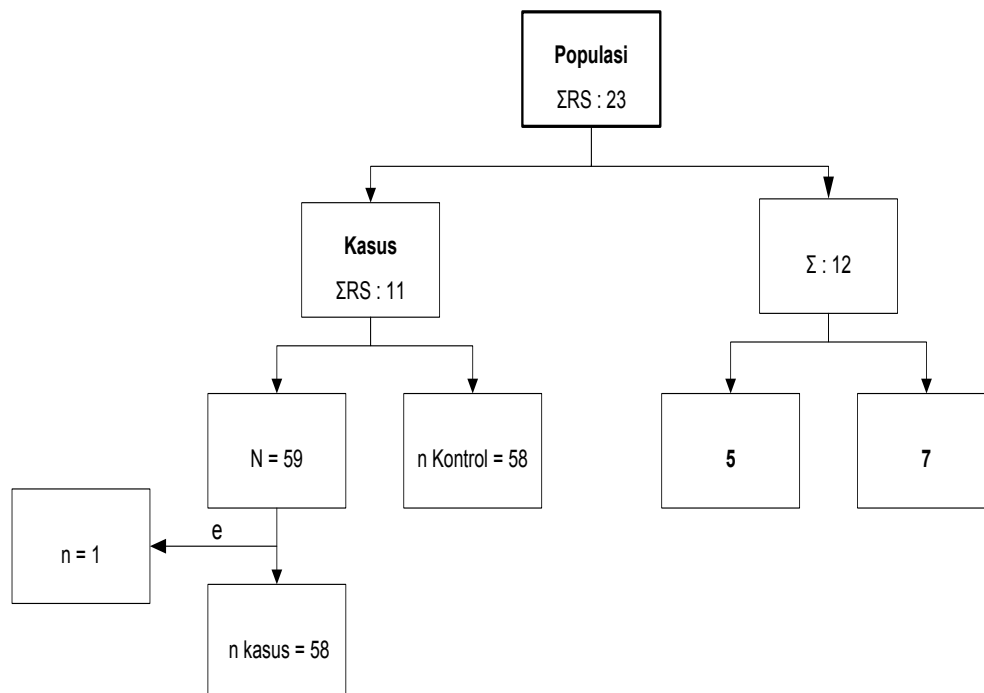 Populasi
ΣRS : 23
Kasus
ΣRS : 11
Σ : 12
N = 59
n Kontrol = 58
5
7
e
n = 1
n kasus = 58